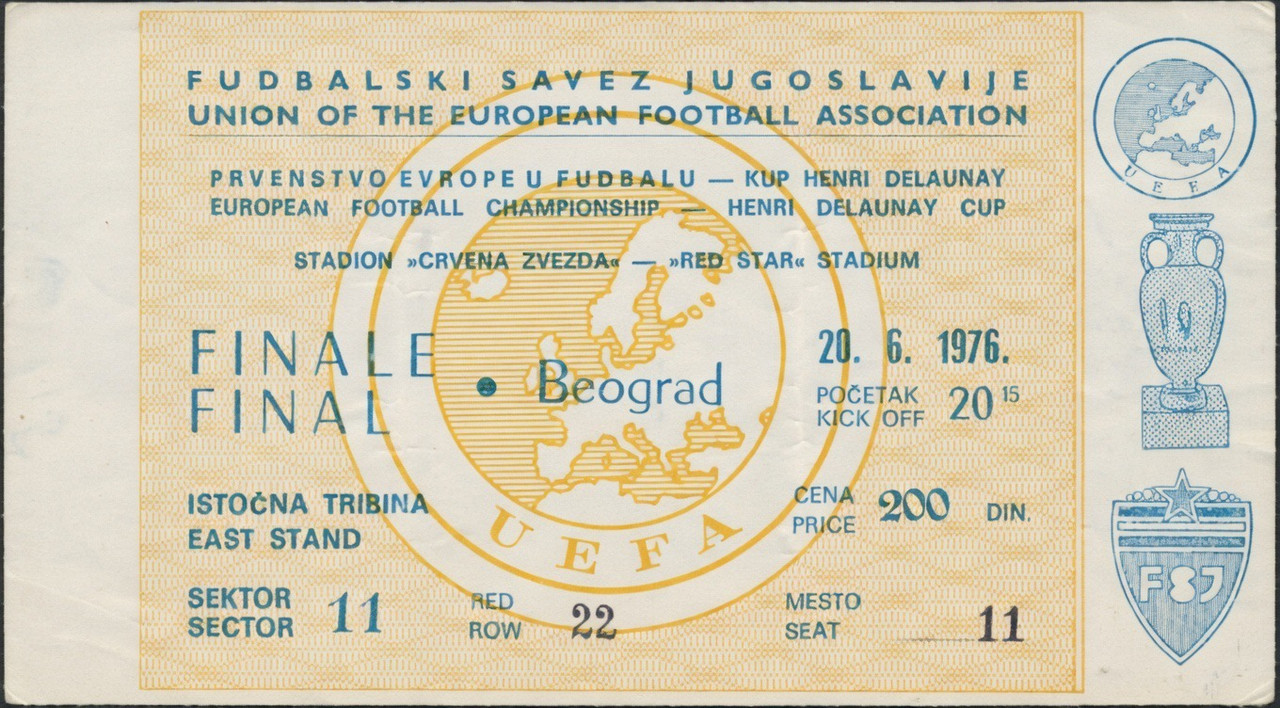 FUDBALSKI SAVEZ JUGOSLAVIJE
UNION OF THE EUROPEAN FOOTBALL ASSOCIATION
PRVENSTVO EVROPE U FUDBALU — KUP HENRI DELAUNAY
EUROPEAN FOOTBALL CHAMPIONSHIP — HENRI DELAUNAY CUP
STADION »CRVENA ZVEZDA« — »RED STAR« STADIUM
FINALE
FINAL
Beograd
20. 6. 1976.
POČETAK
KICK OFF 20 15
ISTOČNA TRIBINA
EAST STAND
CENA
PRICE 200 DIN.
UEFA
SEKTOR
SECTOR 11
RED
ROW 22
MESTO
SEAT 11
UEFA
FSJ